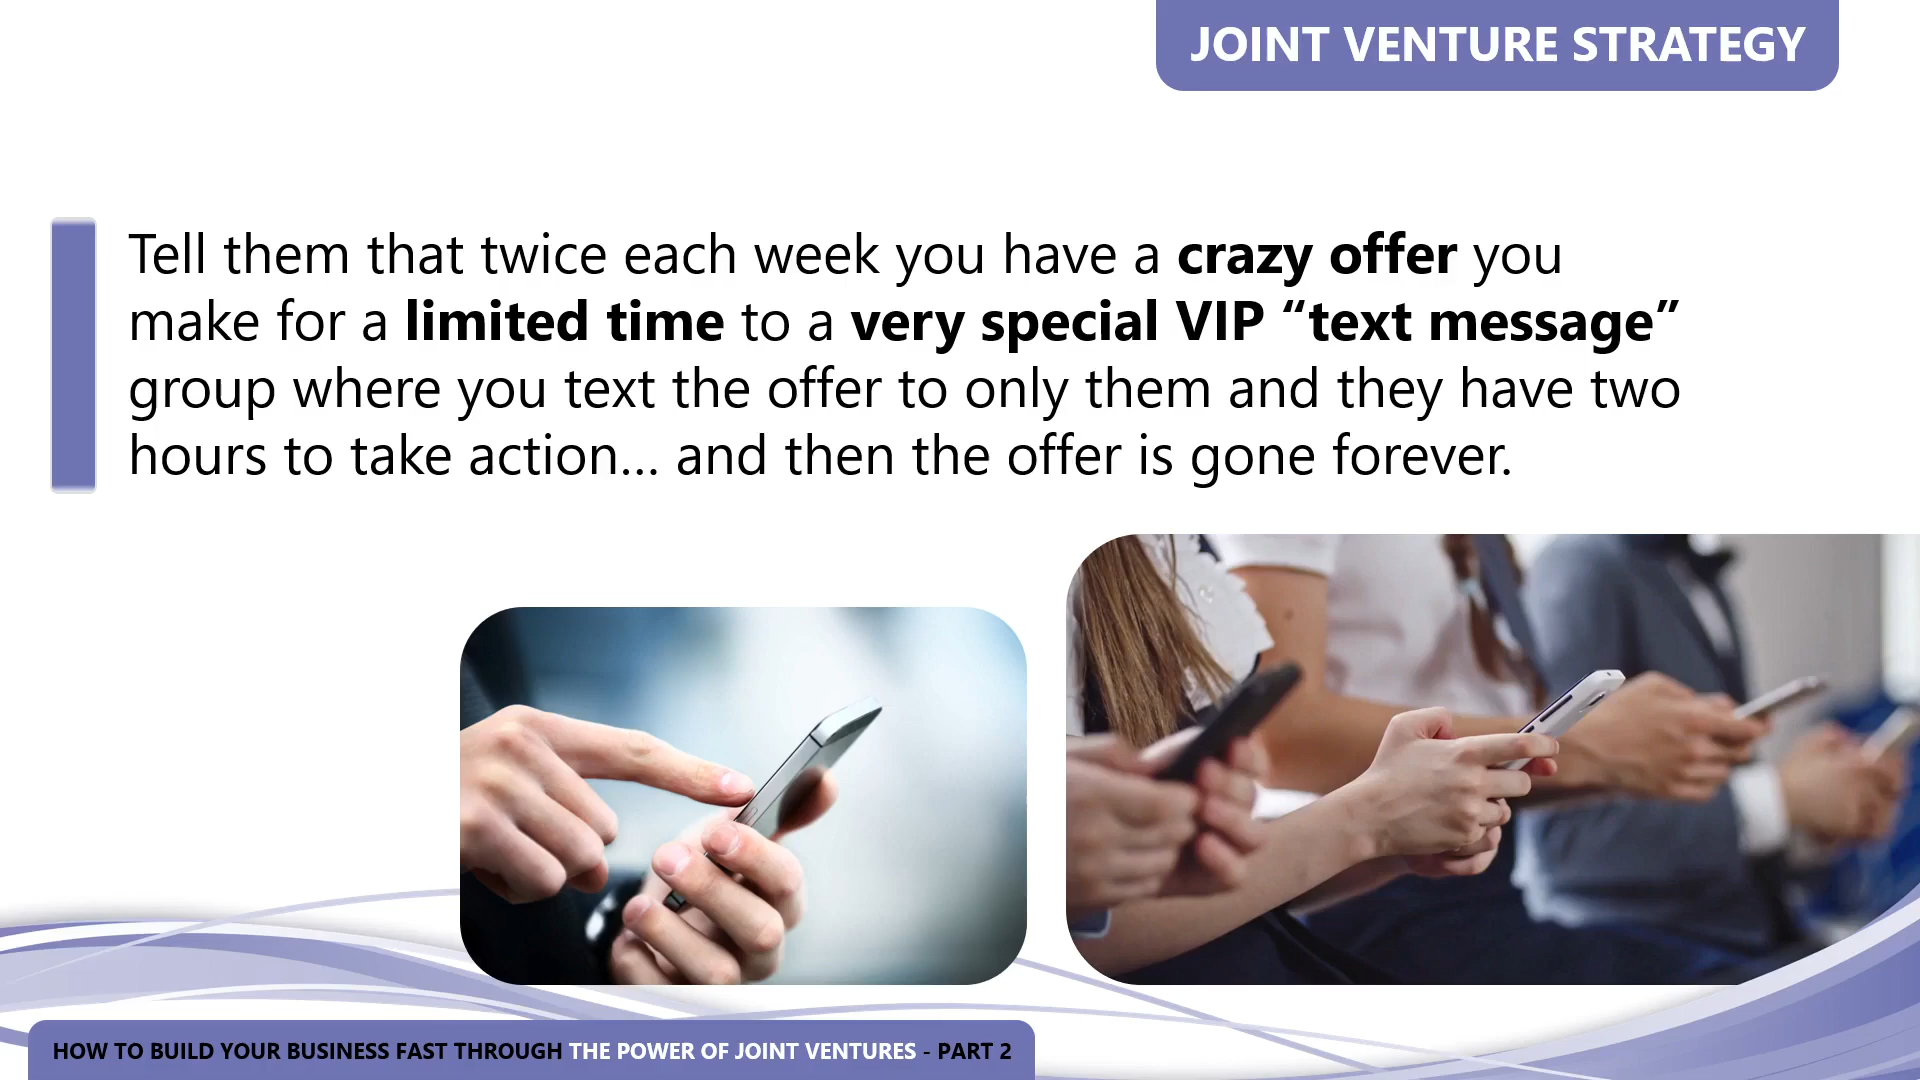 JOINT VENTURE STRATEGY
Tell them that twice each week you have a crazy offer you
make for a limited time to a very special VIP “text message”
group where you text the offer to only them and they have two
hours to take action... and then the offer is gone forever.
HOW TO BUILD YOUR BUSINESS FAST THROUGH THE POWER OF JOINT VENTURES - PART 2